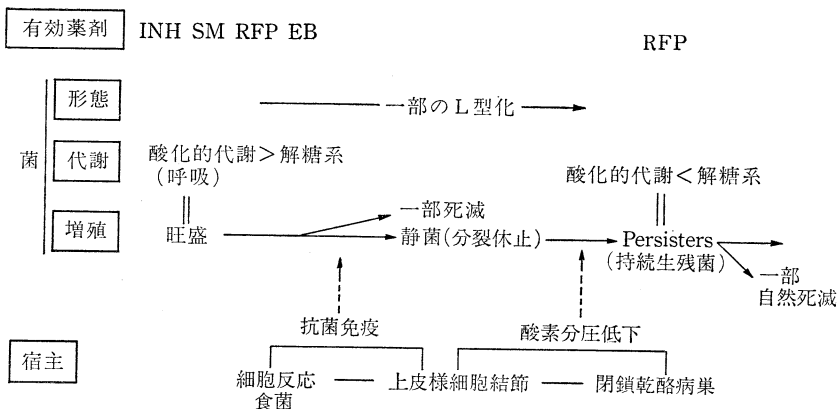 有効薬剤 INH SM RFP EB RFP
形態 一部のL型化
菌
代謝 酸化的代謝＞解糖系
(呼吸)
酸化的代謝＜解糖系
一部死滅
増殖 旺盛 静菌(分裂休止) Persisters
(持続生残菌)
一部
自然死滅
抗菌免疫 酸素分圧低下
宿主
細胞反応 上皮様細胞結節 閉鎖乾酪病巣
食菌